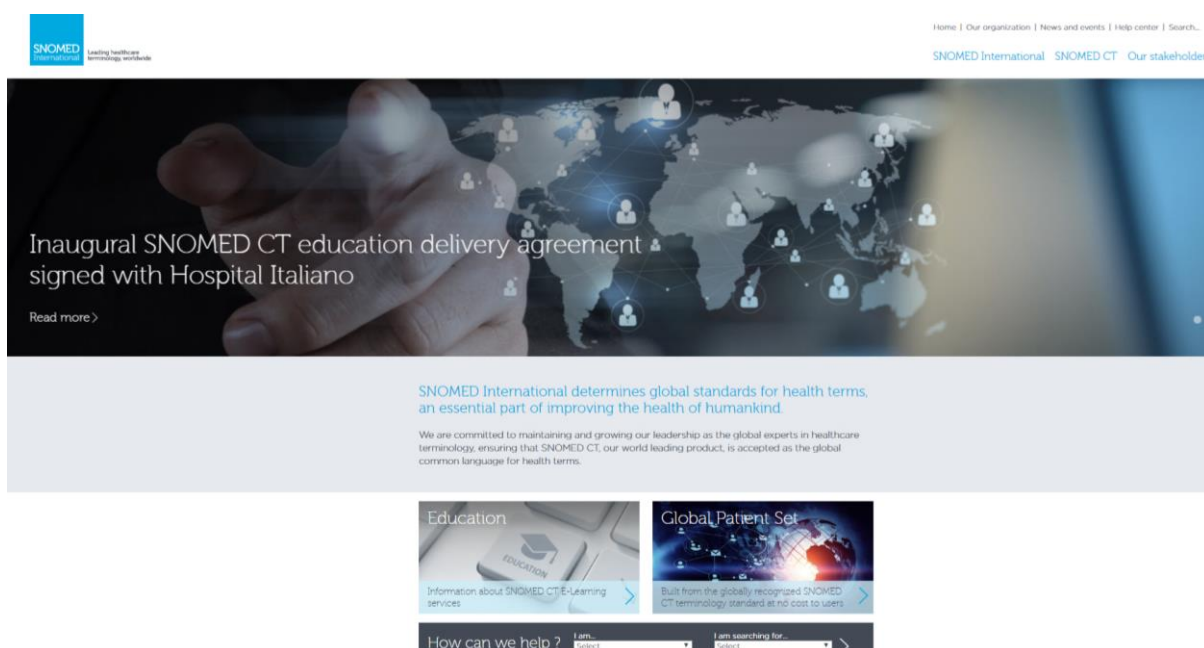 SNOMED
International
Leading healthcare
terminology, worldwide
Home | Our organization | News and events | Help center | Search...
SNOMED International SNOMED CT Our stakeholder
Inaugural SNOMED CT education delivery agreement
signed with Hospital Italiano
Read more >
SNOMED International determines global standards for health terms,
an essential part of improving the health of humankind.
We are committed to maintaining and growing our leadership as the global experts in healthcare
terminology, ensuring that SNOMED CT, our world leading product, is accepted as the global
common language for health terms.
Education
EDUCATION
Information about SNOMED CT E-Learning
services
Global Patient Set
Built from the globally recognized SNOMED
CT terminology standard at no cost to users
How can we help ?
I am...
Select
I am searching for...
Select